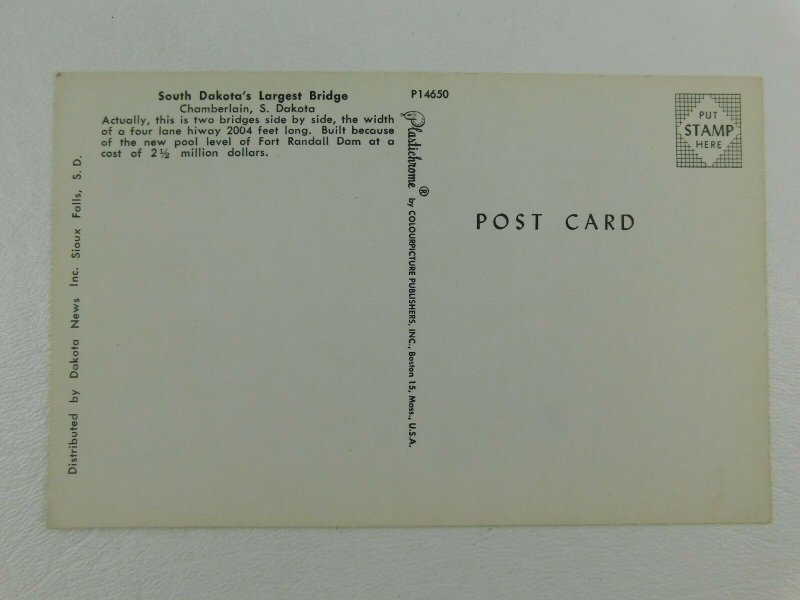 South Dakota's Largest Bridge
Chamberlain, S. Dakota
Actually, this is two bridges side by side, the width
of a four lane hiway 2004 feet long. Built because
of the new pool level of Fort Randall Dam at a
cost of 2½ million dollars.
Distributed by Dakota News Inc. Sioux Falls, S. D.
P14650
Plastichrome ® by COLOURPICTURE PUBLISHERS, INC., Boston 15, Mass., U.S.A.
PUT
STAMP
HERE
POST CARD